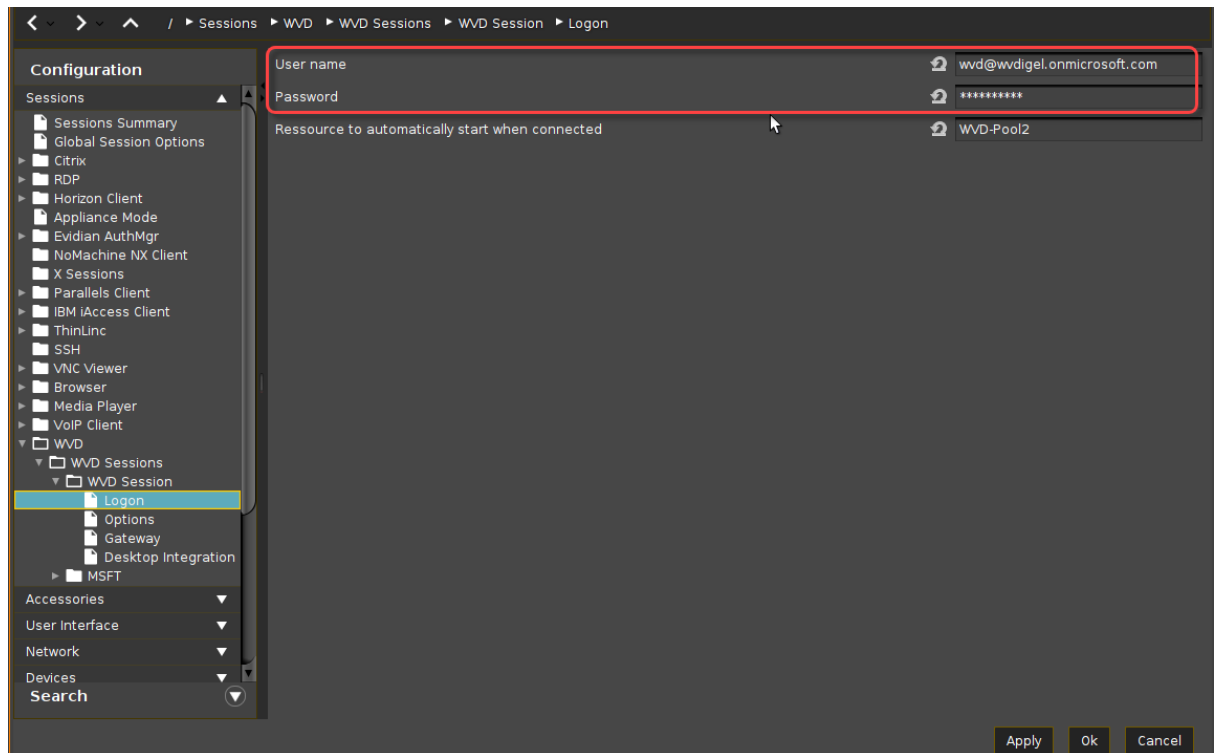 / Sessions WVD WVD Sessions WVD Session Logon
Configuration
Sessions
Sessions Summary
Global Session Options
Citrix
RDP
Horizon Client
Appliance Mode
Evidian AuthMgr
NoMachine NX Client
X Sessions
Parallels Client
IBM iAccess Client
ThinLinc
SSH
VNC Viewer
Browser
Media Player
VoIP Client
WVD
WVD Sessions
WVD Session
Logon
Options
Gateway
Desktop Integration
MSFT
Accessories
User Interface
Network
Devices
Search
User name wvd@wvdigel.onmicrosoft.com
Password **********
Ressource to automatically start when connected WVD-Pool2
Apply Ok Cancel